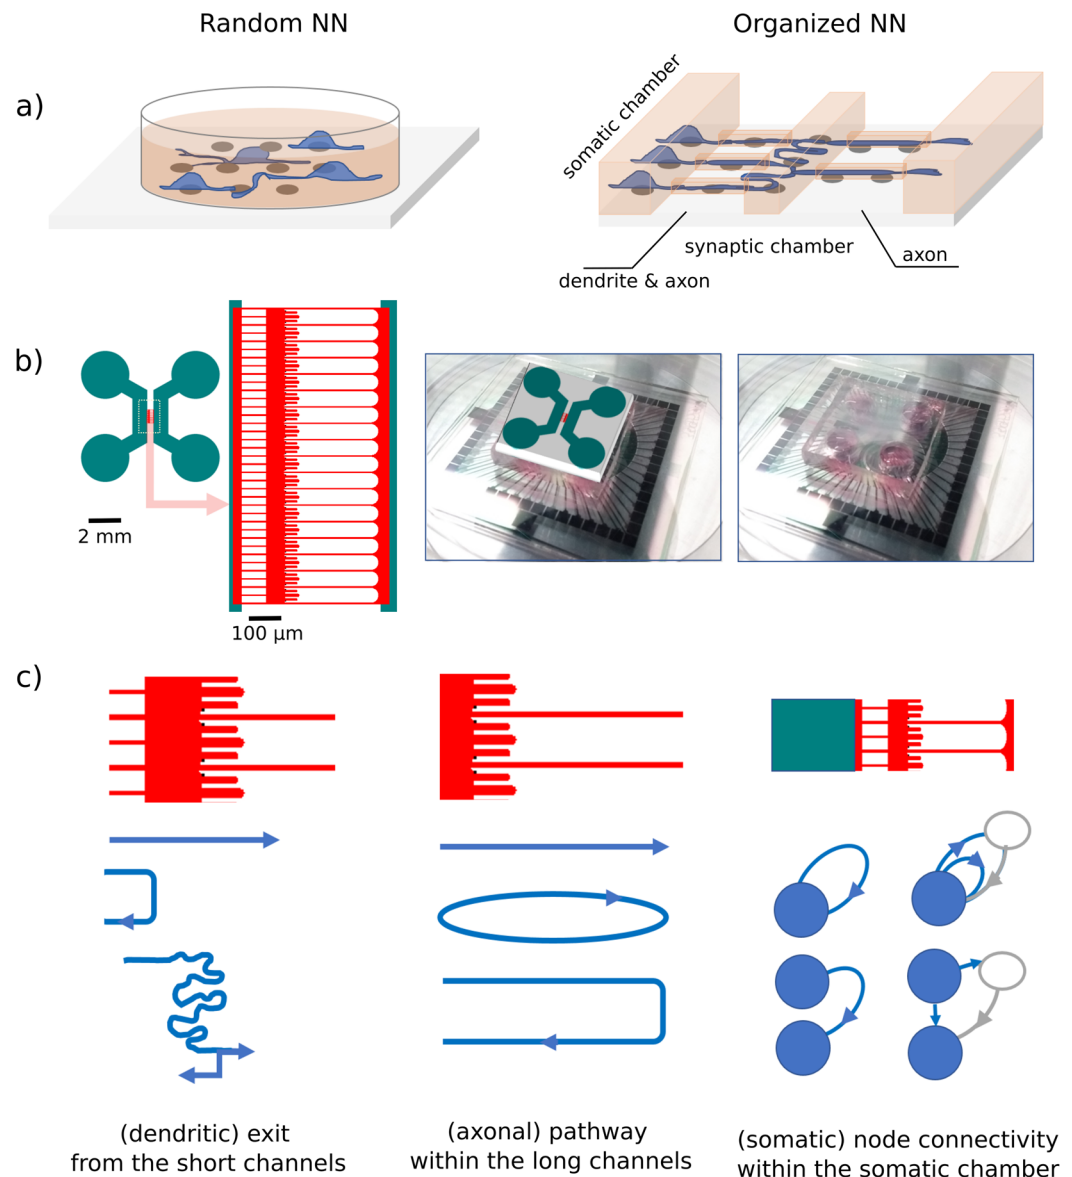 Random NN
Organized NN
a)
somatic chamber
synaptic chamber
axon
dendrite & axon
b)
2 mm
100 µm
c)
(dendritic) exit
from the short channels
(axonal) pathway
within the long channels
(somatic) node connectivity
within the somatic chamber